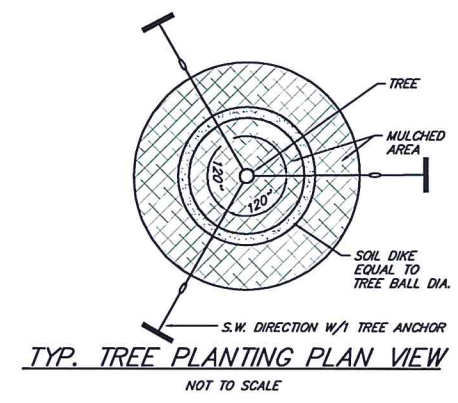 TREE
MULCHED
AREA
120°
120°
SOIL DIKE
EQUAL TO
TREE BALL DIA.
S.W. DIRECTION W/1 TREE ANCHOR
TYP. TREE PLANTING PLAN VIEW
NOT TO SCALE